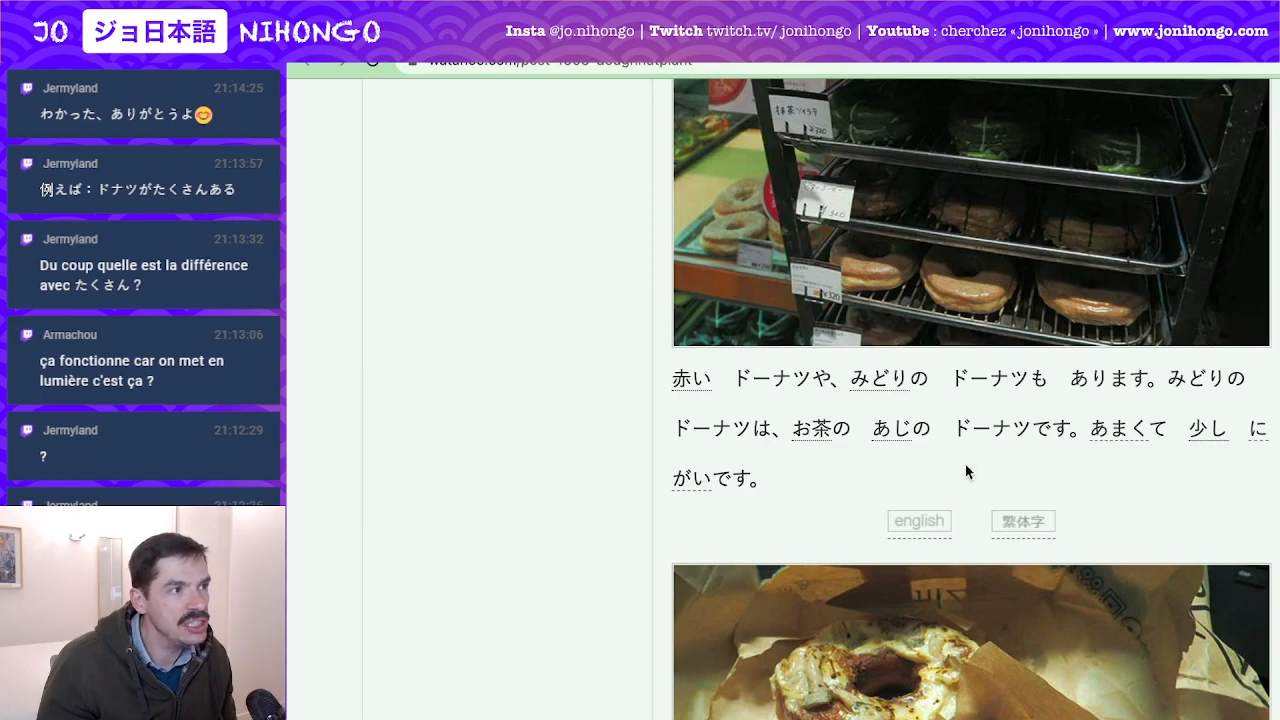 JO ジョ日本語 NIHONGO
Insta @jo.nihongo | Twitch twitch.tv/jonihongo | Youtube : cherchez « jonihongo » | www.jonihongo.com
Jermyland 21:14:25
わかった、ありがとうよ😊
Jermyland 21:13:57
例えば：ドナツがたくさんある
Jermyland 21:13:32
Du coup quelle est la différence
avec たくさん ?
Armachou 21:13:06
ça fonctionne car on met en
lumière c'est ça ?
Jermyland 21:12:29
?
Jermyland
¥320
赤い　ドーナツや、みどりの　ドーナツも　あります。みどりの
ドーナツは、お茶の　あじの　ドーナツです。あまくて　少し　に
がいです。
english 繁体字